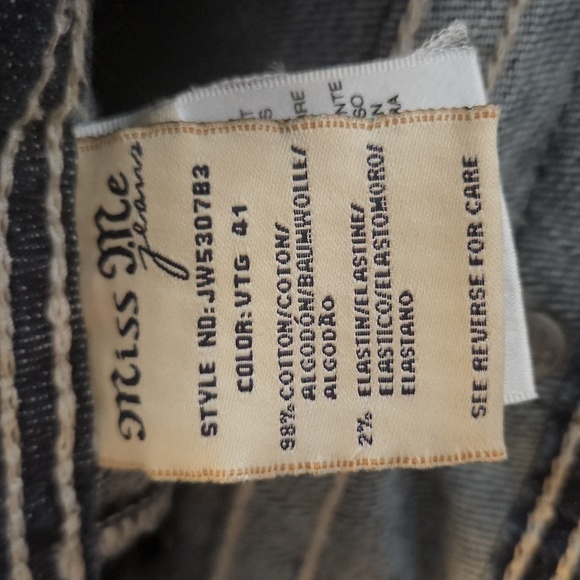 Miss Me
jeans
STYLE NO:JW5307B3
COLOR:VTG 41
98% COTTON/COTON/
ALGODÓN/BAUMWOLLE/
ALGODÃO
2% ELASTIN/ELASTINE/
ELASTICO/ELASTOMORO/
ELASTANO
SEE REVERSE FOR CARE